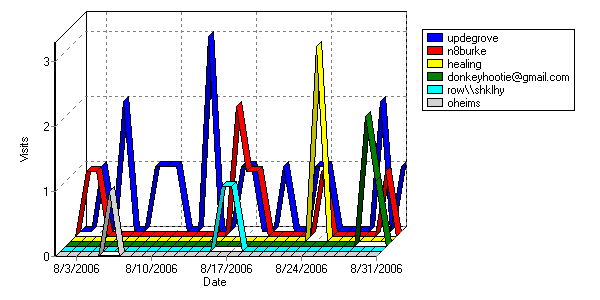 3
2
1
0
Visits
8/3/2006 8/10/2006 8/17/2006 8/24/2006 8/31/2006
Date
updegrove
n8burke
healing
donkeyhootie@gmail.com
row\\shklhy
oheims